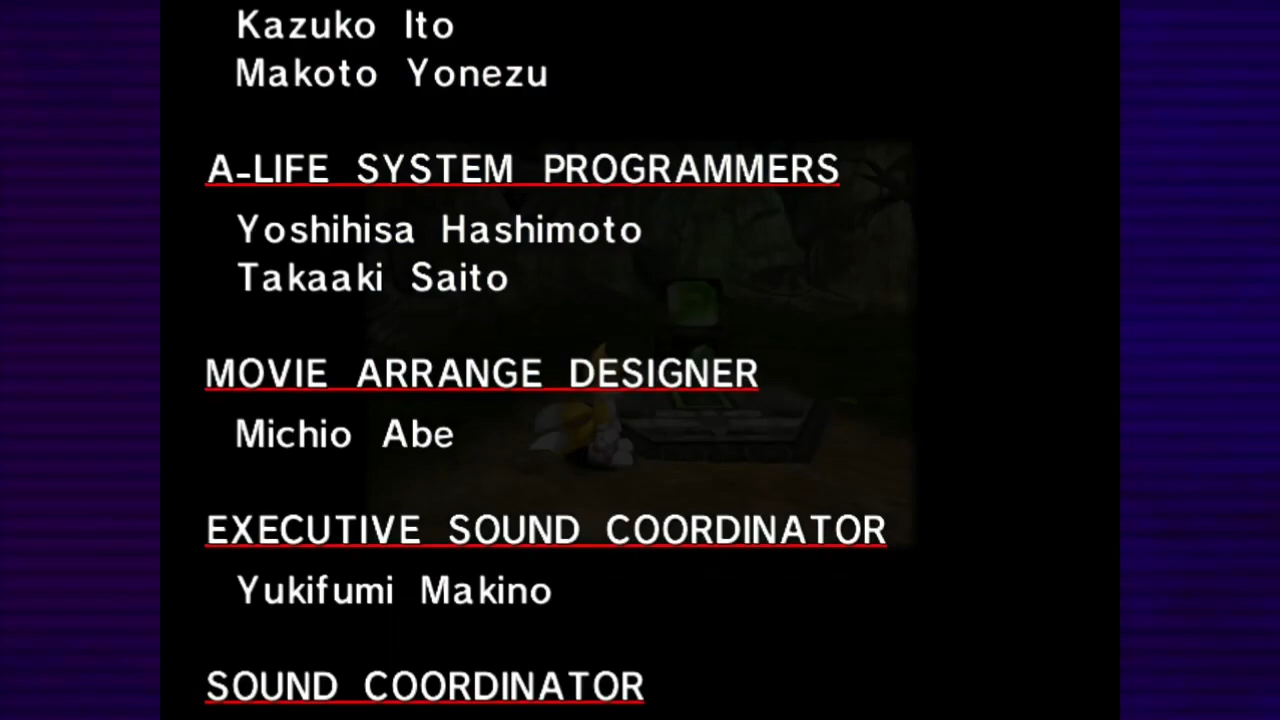 Kazuko Ito
Makoto Yonezu
A-LIFE SYSTEM PROGRAMMERS
Yoshihisa Hashimoto
Takaaki Saito
MOVIE ARRANGE DESIGNER
Michio Abe
EXECUTIVE SOUND COORDINATOR
Yukifumi Makino
SOUND COORDINATOR